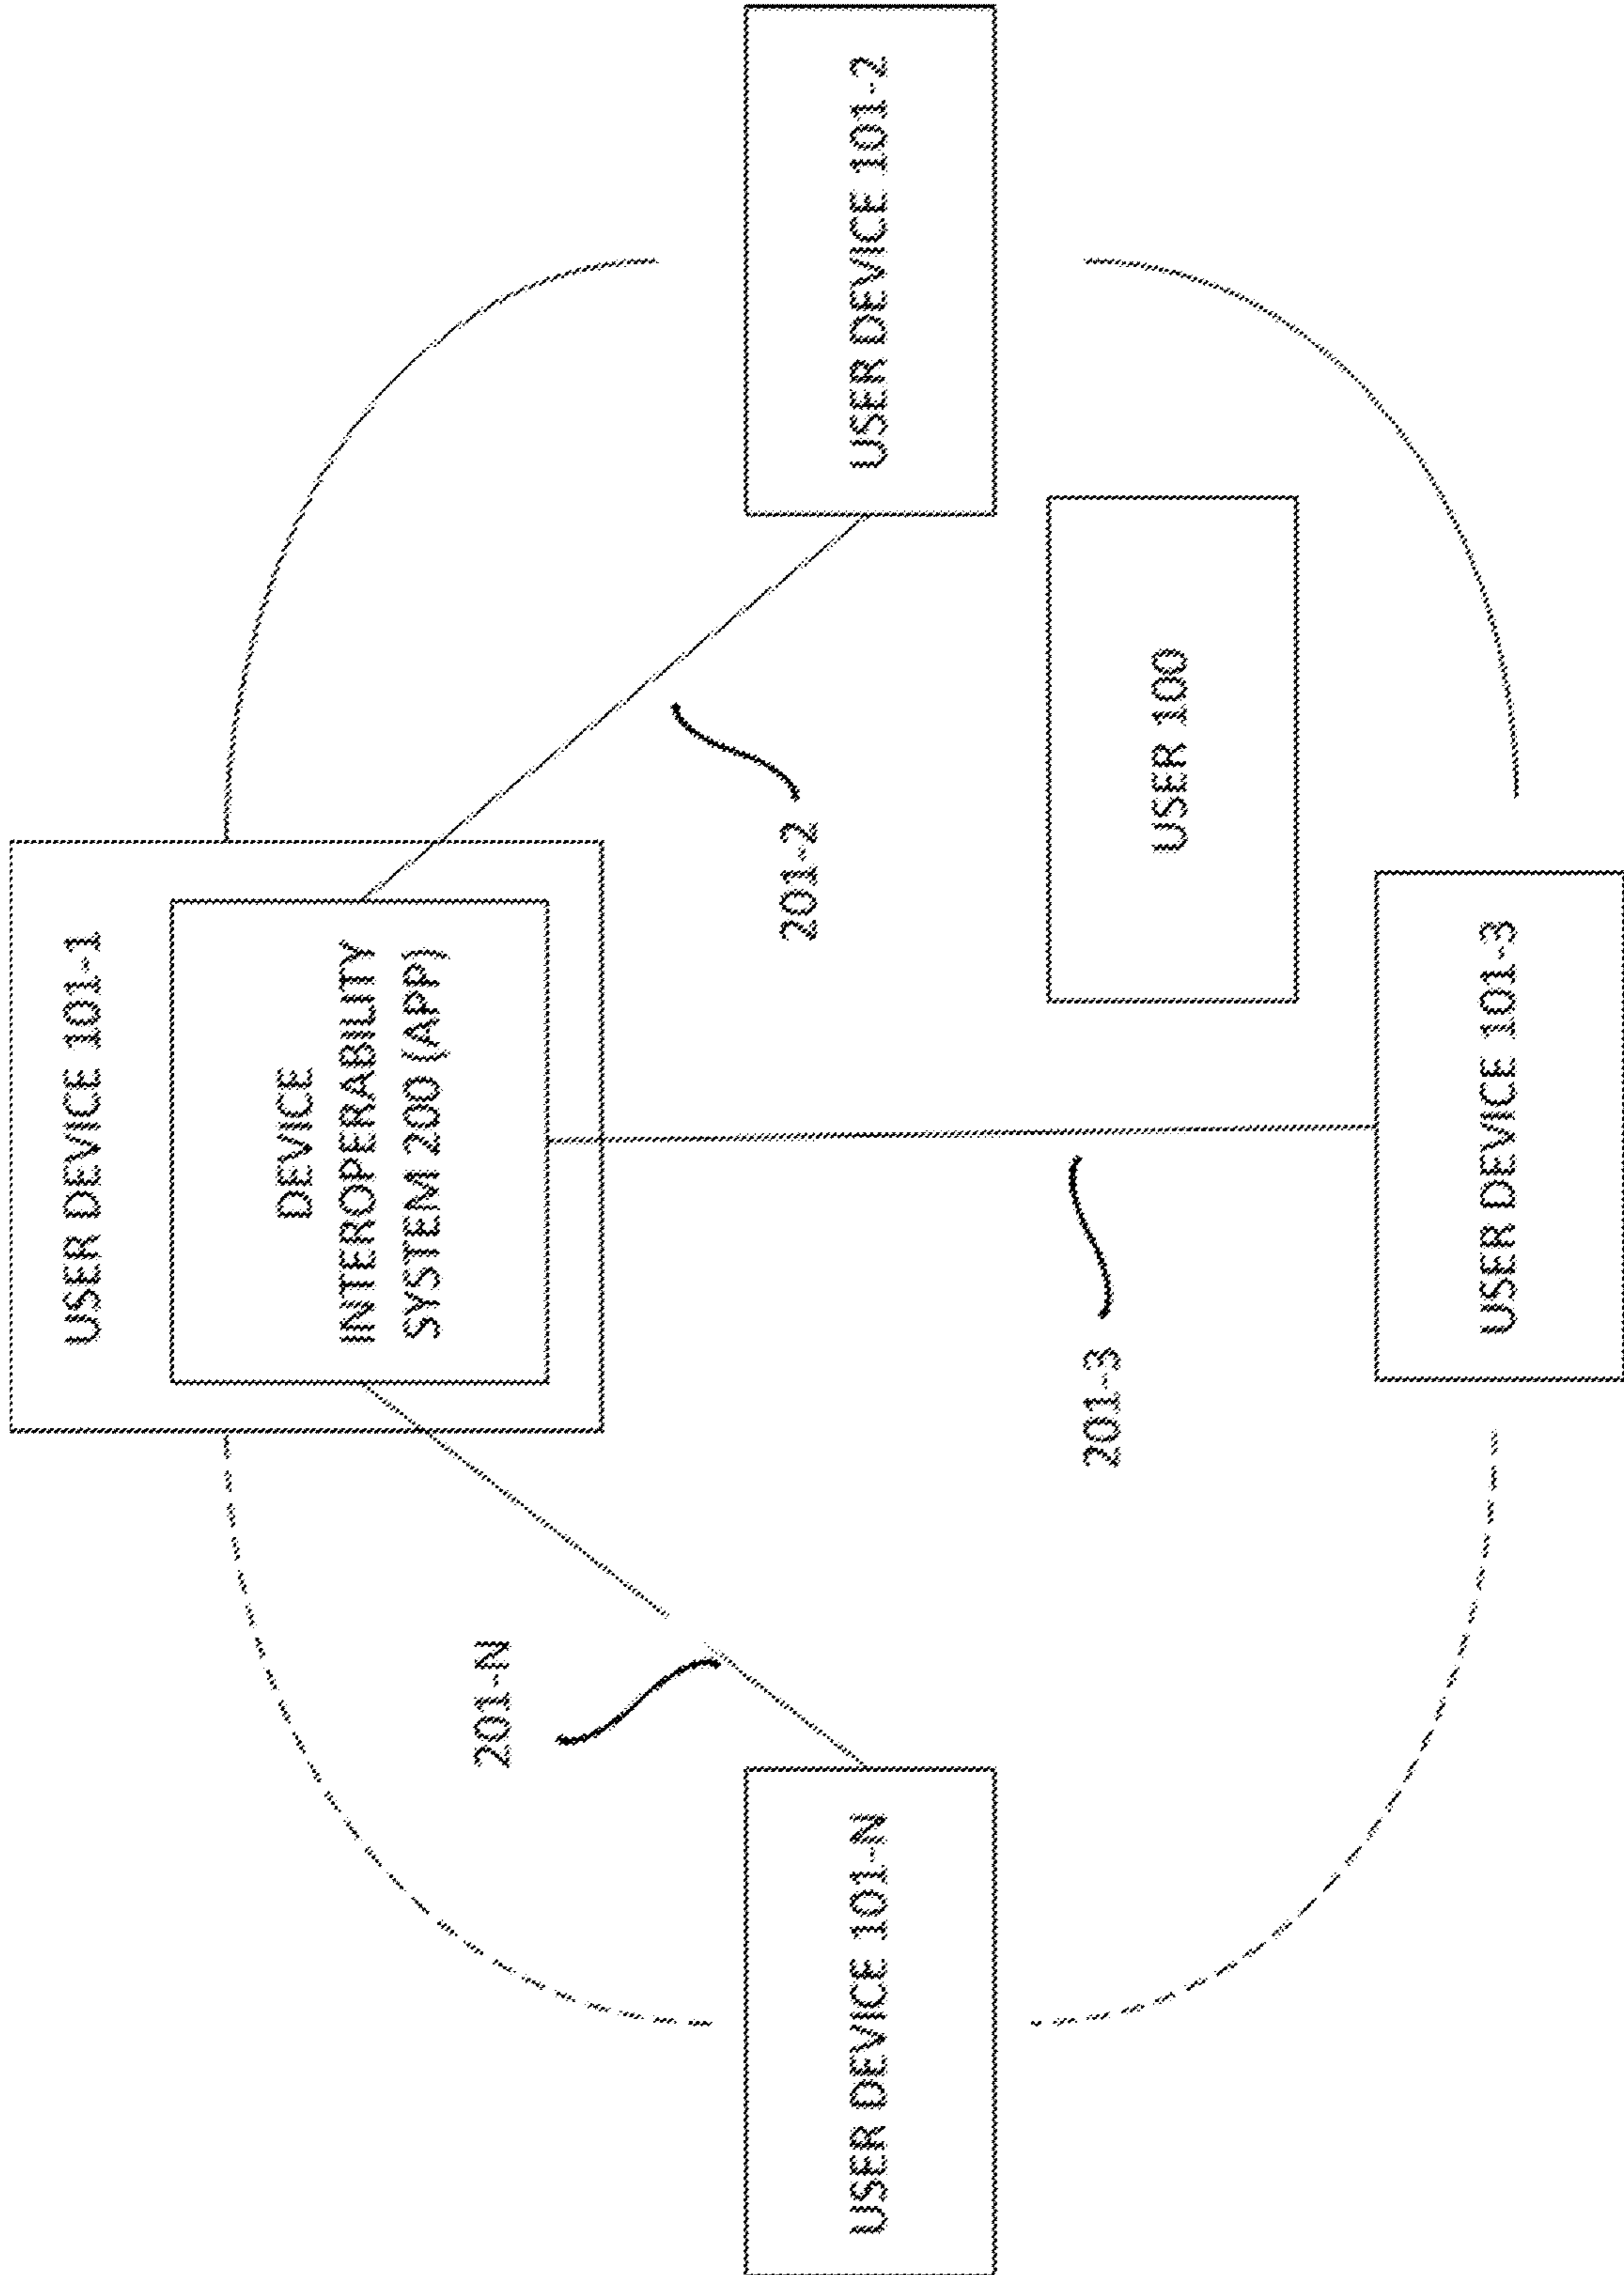 USER DEVICE 101-1
DEVICE
INTEROPERABILITY
SYSTEM 200 (APP)
201-N
201-2
USER DEVICE 101-N
USER DEVICE 101-2
201-3
USER 100
USER DEVICE 101-3